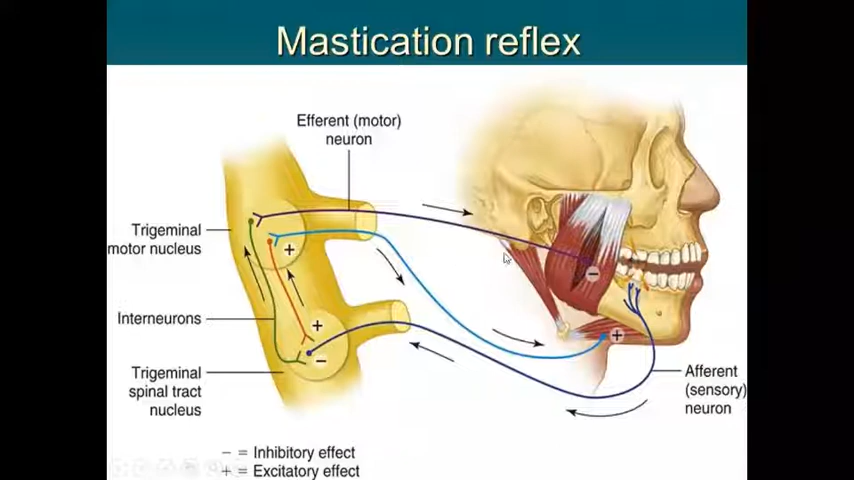 Mastication reflex
Efferent (motor)
neuron
Trigeminal
motor nucleus
+
−
Interneurons
+
+
−
Trigeminal
spinal tract
nucleus
Afferent
(sensory)
neuron
− = Inhibitory effect
+ = Excitatory effect